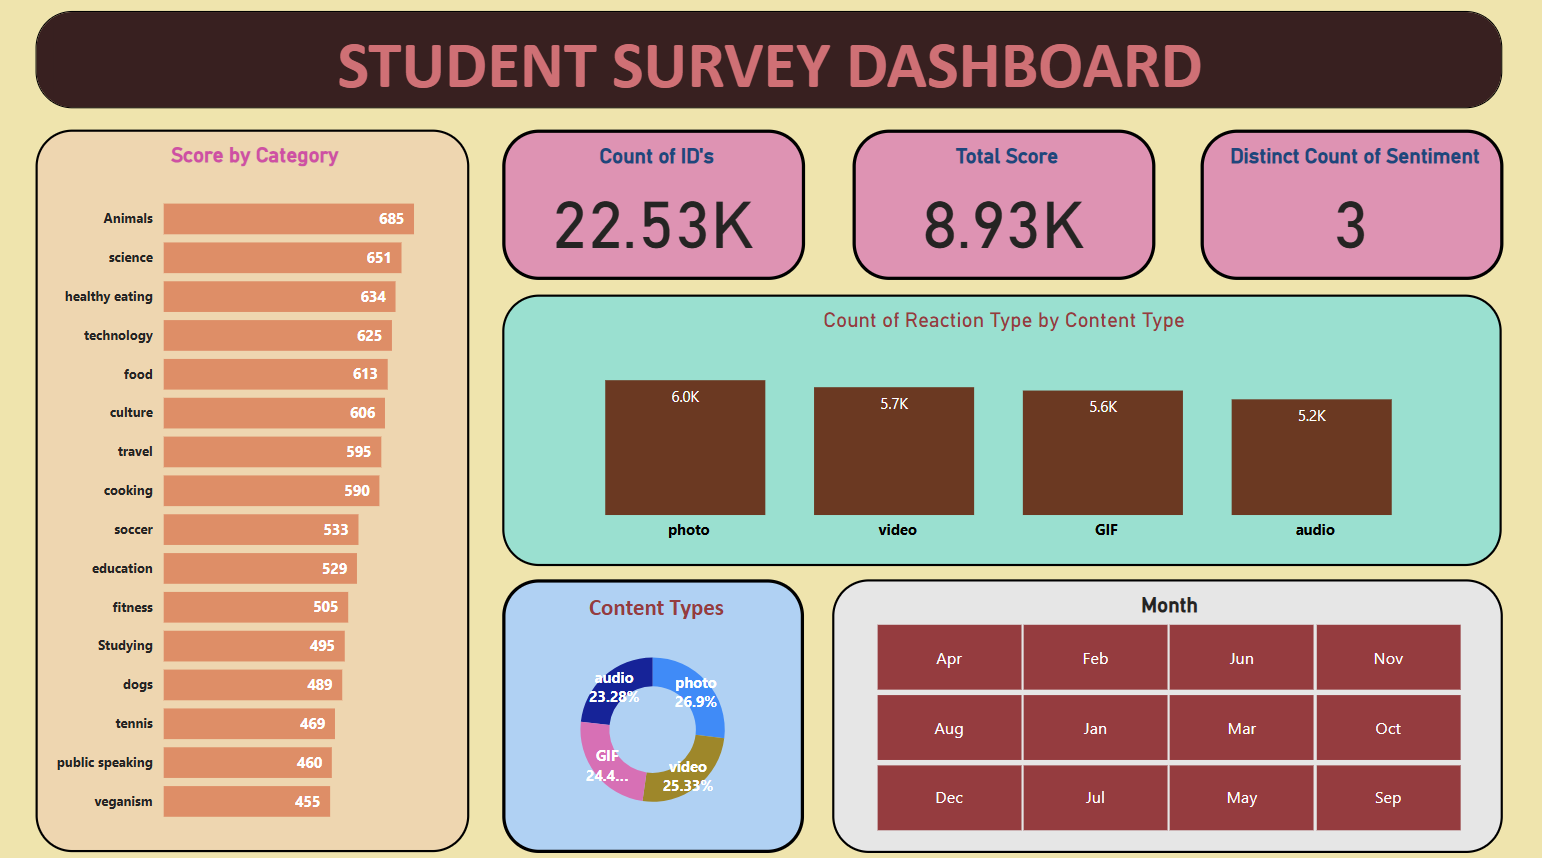 STUDENT SURVEY DASHBOARD
Score by Category
Animals 685
science 651
healthy eating 634
technology 625
food 613
culture 606
travel 595
cooking 590
soccer 533
education 529
fitness 505
Studying 495
dogs 489
tennis 469
public speaking 460
veganism 455
Count of ID's
22.53K
Total Score
8.93K
Distinct Count of Sentiment
3
Count of Reaction Type by Content Type
6.0K 5.7K 5.6K 5.2K
photo video GIF audio
Content Types
audio
23.28%
photo
26.9%
GIF
24.4...
video
25.33%
Month
Apr Feb Jun Nov
Aug Jan Mar Oct
Dec Jul May Sep